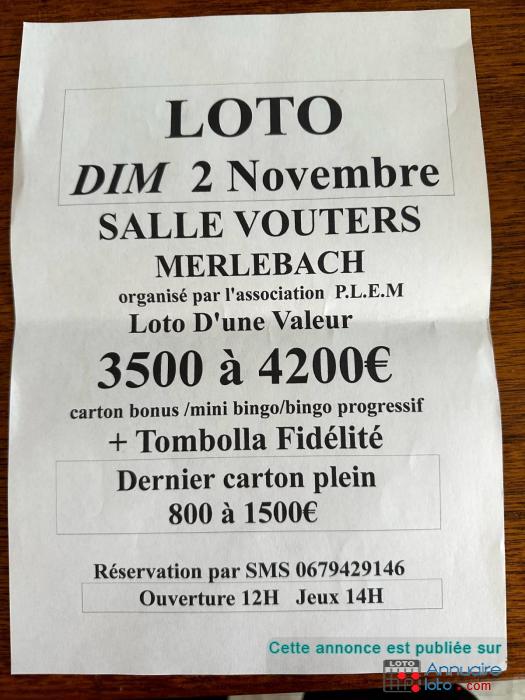 LOTO
DIM 2 Novembre
SALLE VOUTERS
MERLEBACH
organisé par l'association P.L.E.M
Loto D'une Valeur
3500 à 4200€
carton bonus /mini bingo/bingo progressif
+ Tombolla Fidélité
Dernier carton plein
800 à 1500€
Réservation par SMS 0679429146
Ouverture 12H Jeux 14H
Cette annonce est publiée sur
LOTO Annuaire
loto .com